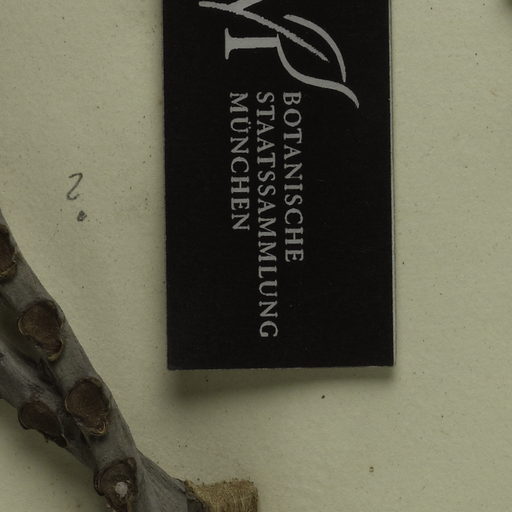 ?
BOTANISCHE
STAATSSAMMLUNG
MÜNCHEN